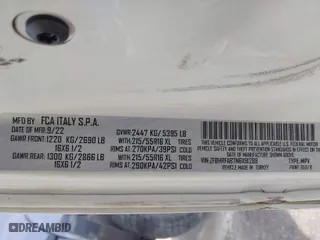 MFD BY FCA ITALY S.P.A.
DATE OF MFR 9/22 GVWR 2447 KG/5395 LB
GAWR FRONT 1220 KG/2690 LB WITH 215/55R16 XL TIRES
16X6 1/2 RIMS AT 270KPA/39PSI COLD
GAWR REAR: 1300 KG/2866 LB WITH 215/55R16 XL TIRES
16X6 1/2 RIMS AT 290KPA/42PSI COLD
TYPE: MPV
MADE IN TURKEY
©DIAMOND AUTO BID